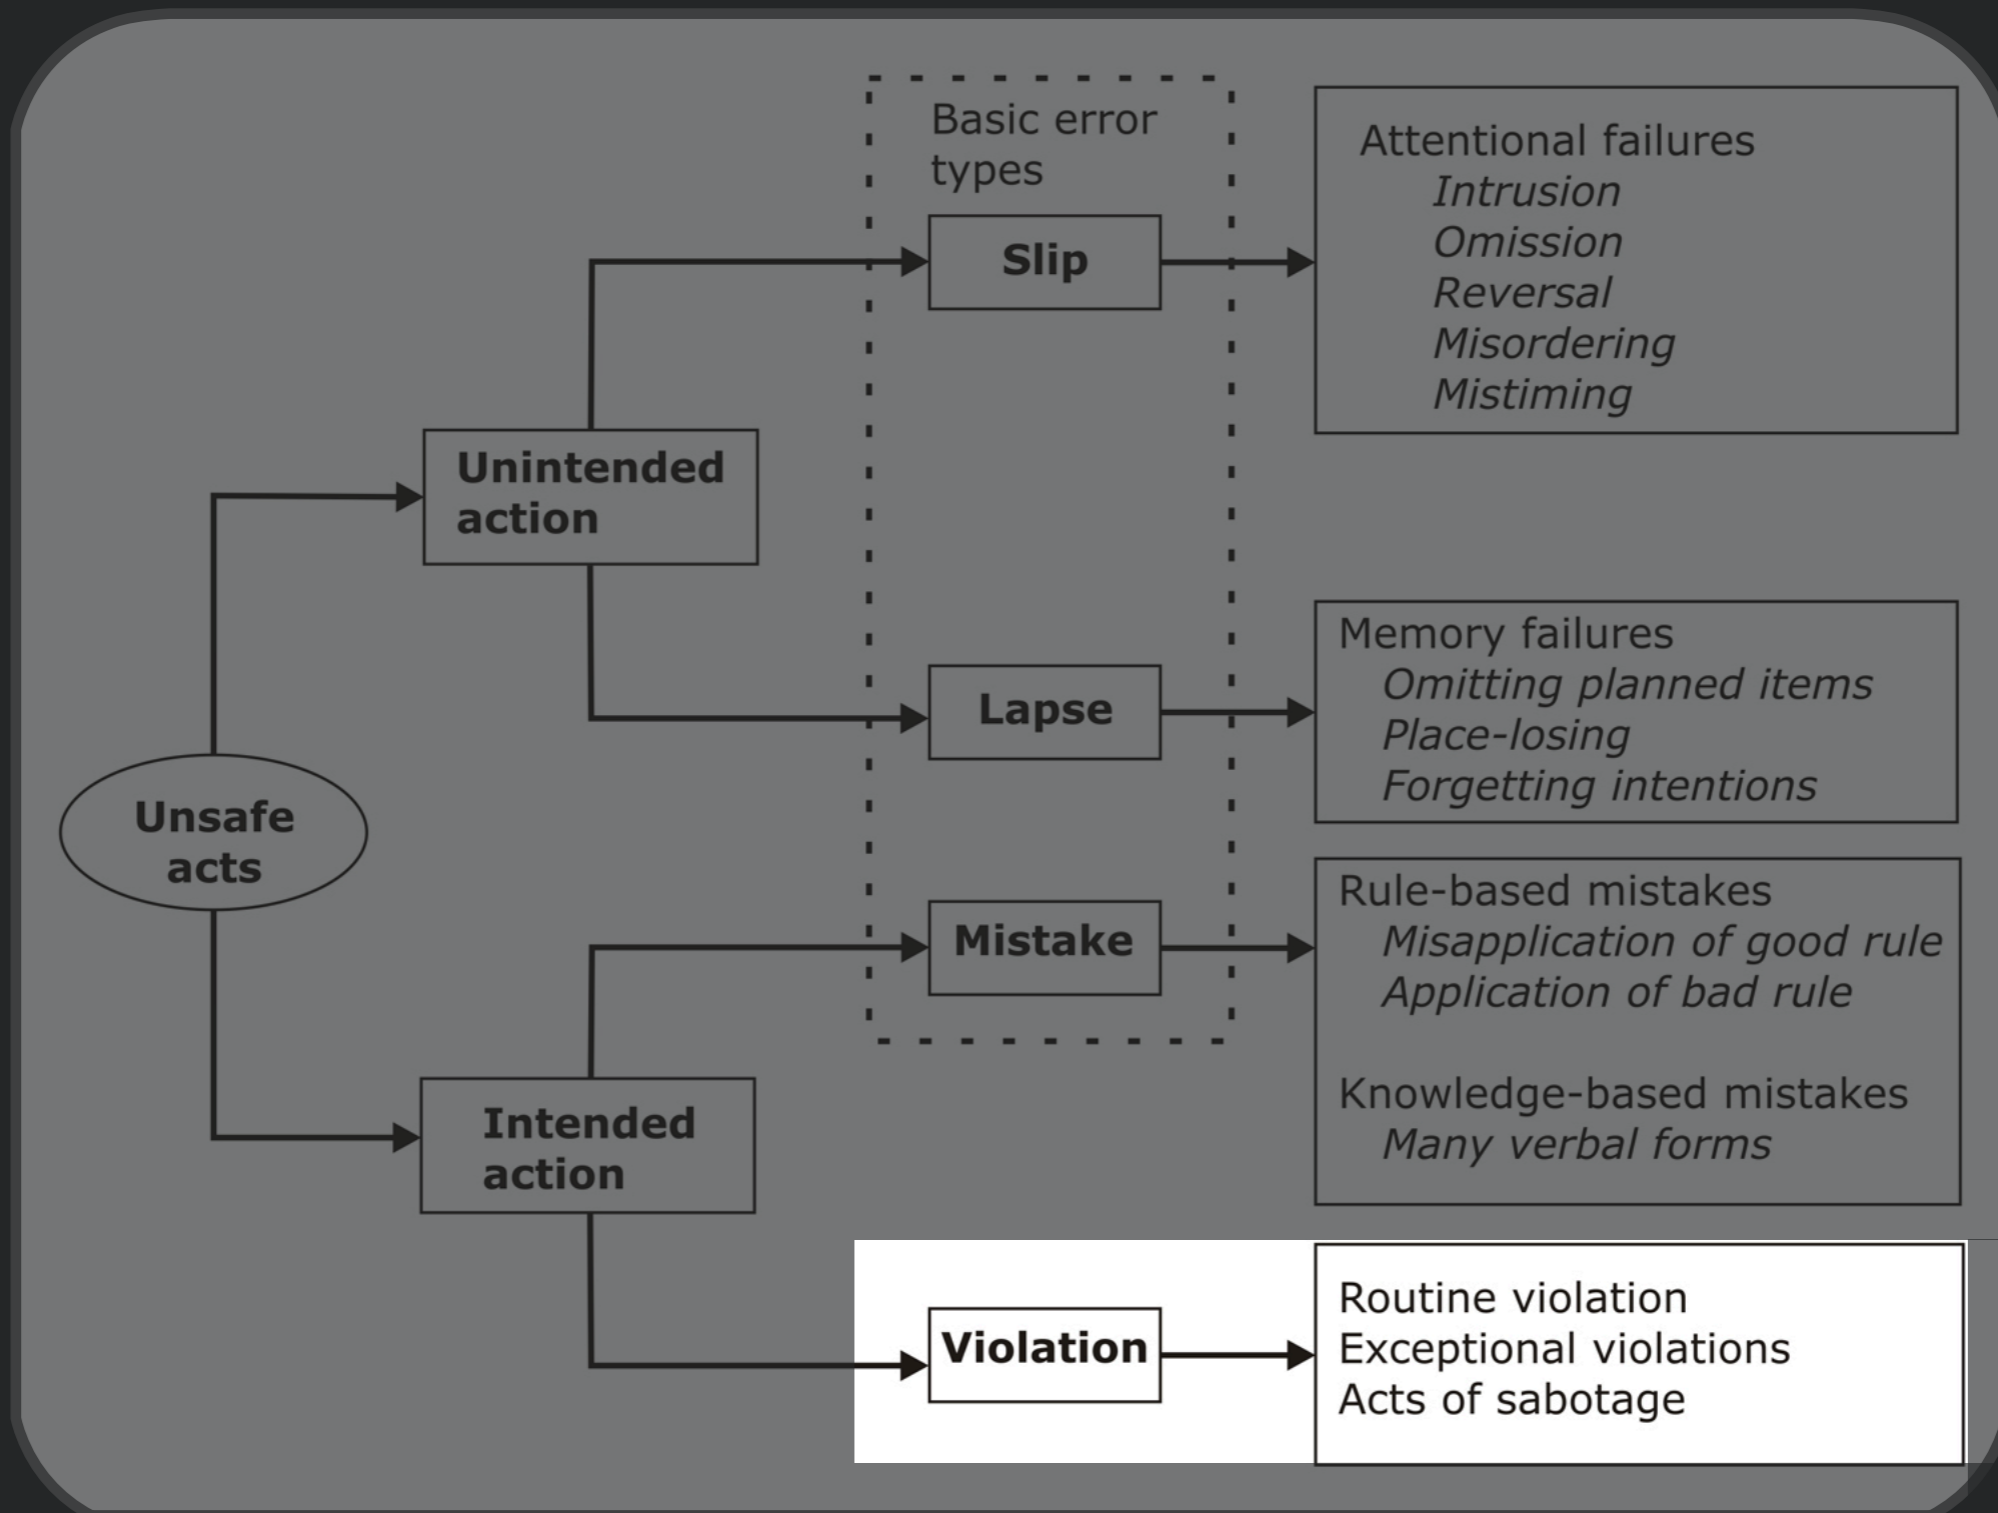 Basic error
types
Slip
Attentional failures
Intrusion
Omission
Reversal
Misordering
Mistiming
Unintended
action
Lapse
Memory failures
Omitting planned items
Place-losing
Forgetting intentions
Unsafe
acts
Mistake
Rule-based mistakes
Misapplication of good rule
Application of bad rule
Knowledge-based mistakes
Many verbal forms
Intended
action
Violation
Routine violation
Exceptional violations
Acts of sabotage